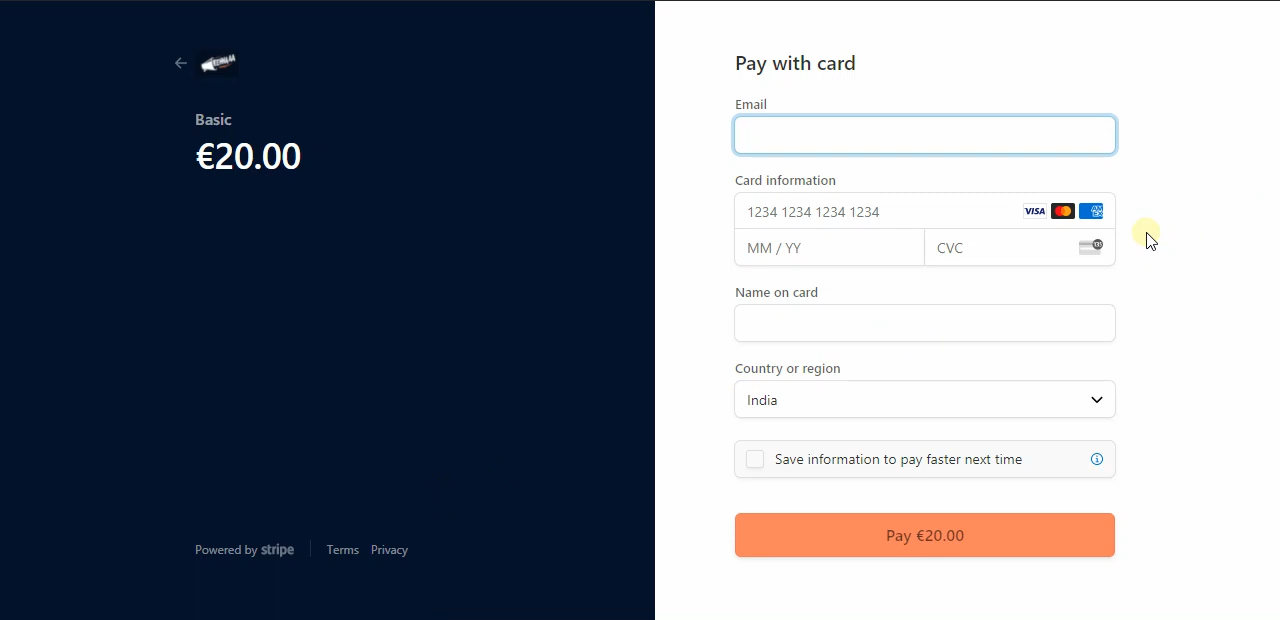 Basic
€20.00
Powered by stripe
Terms
Privacy
Pay with card
Email
Card information
1234 1234 1234 1234
VISA
MM / YY
CVC
135
Name on card
Country or region
India
Save information to pay faster next time
Pay €20.00